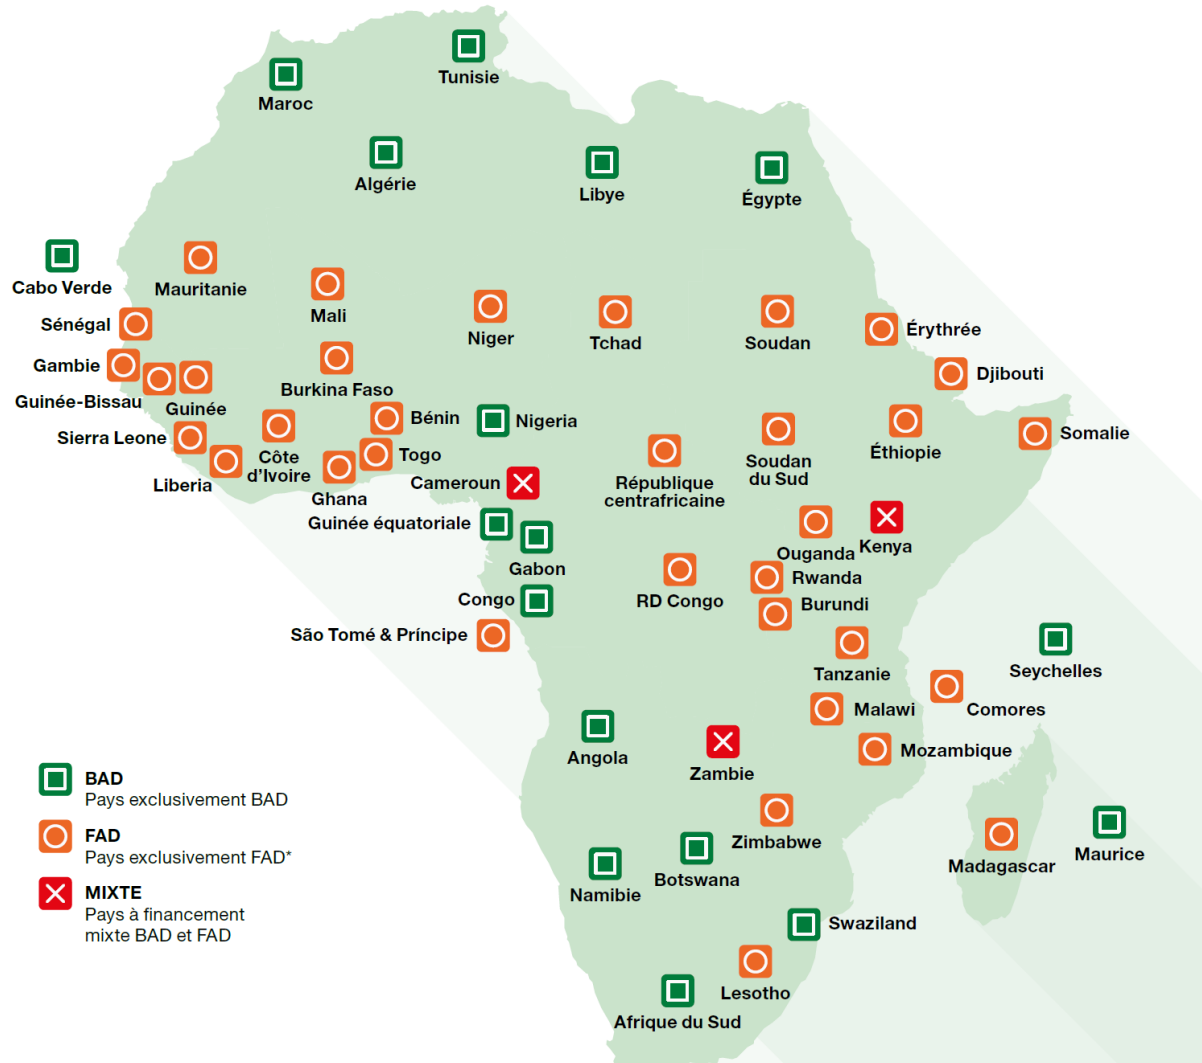 Tunisie
Maroc
Algérie
Libye
Égypte
Cabo Verde
Mauritanie
Mali
Sénégal
Niger
Tchad
Soudan
Érythrée
Gambie
Djibouti
Burkina Faso
Guinée-Bissau
Guinée
Bénin
Nigeria
Sierra Leone
Somalie
Côte
d'Ivoire
Togo
Éthiopie
Soudan
du Sud
Liberia
Ghana
Cameroun
République
centrafricaine
Guinée équatoriale
Ouganda
Kenya
Gabon
Rwanda
Congo
RD Congo
Burundi
São Tomé & Príncipe
Tanzanie
Seychelles
Malawi
Comores
Angola
Zambie
Mozambique
Zimbabwe
Maurice
Madagascar
Botswana
Namibie
Swaziland
Lesotho
Afrique du Sud
BAD
Pays exclusivement BAD
FAD
Pays exclusivement FAD*
MIXTE
Pays à financement
mixte BAD et FAD